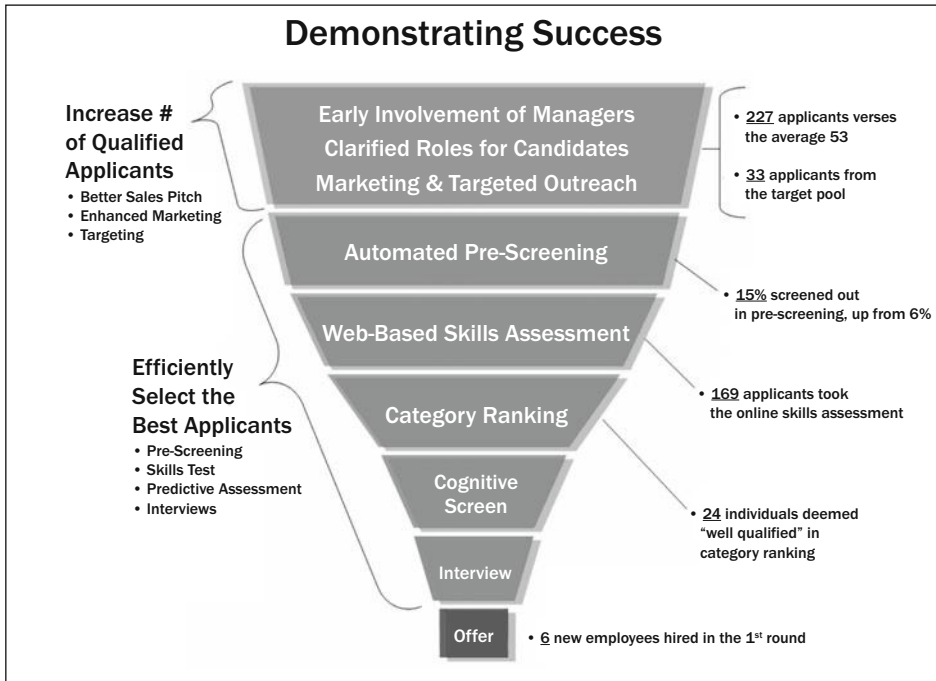 Demonstrating Success
Increase #
of Qualified
Applicants
• Better Sales Pitch
• Enhanced Marketing
• Targeting
Early Involvement of Managers
Clarified Roles for Candidates
Marketing & Targeted Outreach
• 227 applicants verses
the average 53
• 33 applicants from
the target pool
Automated Pre-Screening
• 15% screened out
in pre-screening, up from 6%
Web-Based Skills Assessment
• 169 applicants took
the online skills assessment
Efficiently
Select the
Best Applicants
• Pre-Screening
• Skills Test
• Predictive Assessment
• Interviews
Category Ranking
• 24 individuals deemed
“well qualified” in
category ranking
Cognitive
Screen
Interview
Offer
• 6 new employees hired in the 1st round